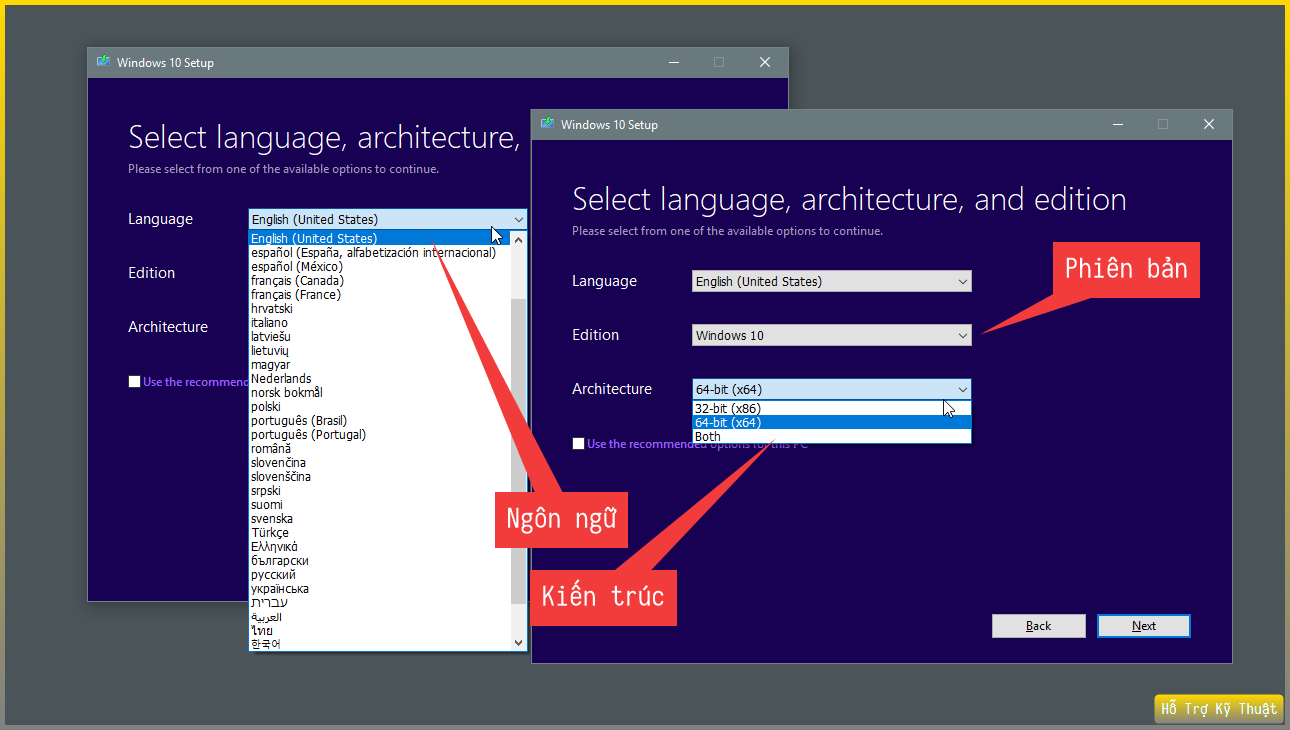 Windows 10 Setup
Select language, architecture,
Please select from one of the available options to continue.
Language
English (United States)
English (United States)
español (España, alfabetización internacional)
español (México)
français (Canada)
français (France)
hrvatski
italiano
latviešu
lietuvių
magyar
Nederlands
norsk bokmål
polski
português (Brasil)
português (Portugal)
română
slovenčina
slovenščina
srpski
suomi
svenska
Türkçe
Ελληνικά
български
русский
українська
עברית
العربية
ไทย
한국어
Edition
Architecture
Use the recommen
Ngôn ngữ
Windows 10 Setup
Select language, architecture, and edition
Please select from one of the available options to continue.
Language
English (United States)
Phiên bản
Edition
Windows 10
Architecture
64-bit (x64)
32-bit (x86)
64-bit (x64)
Both
Use the recommended options for this PC
Kiến trúc
Back
Next
Hỗ Trợ Kỹ Thuật